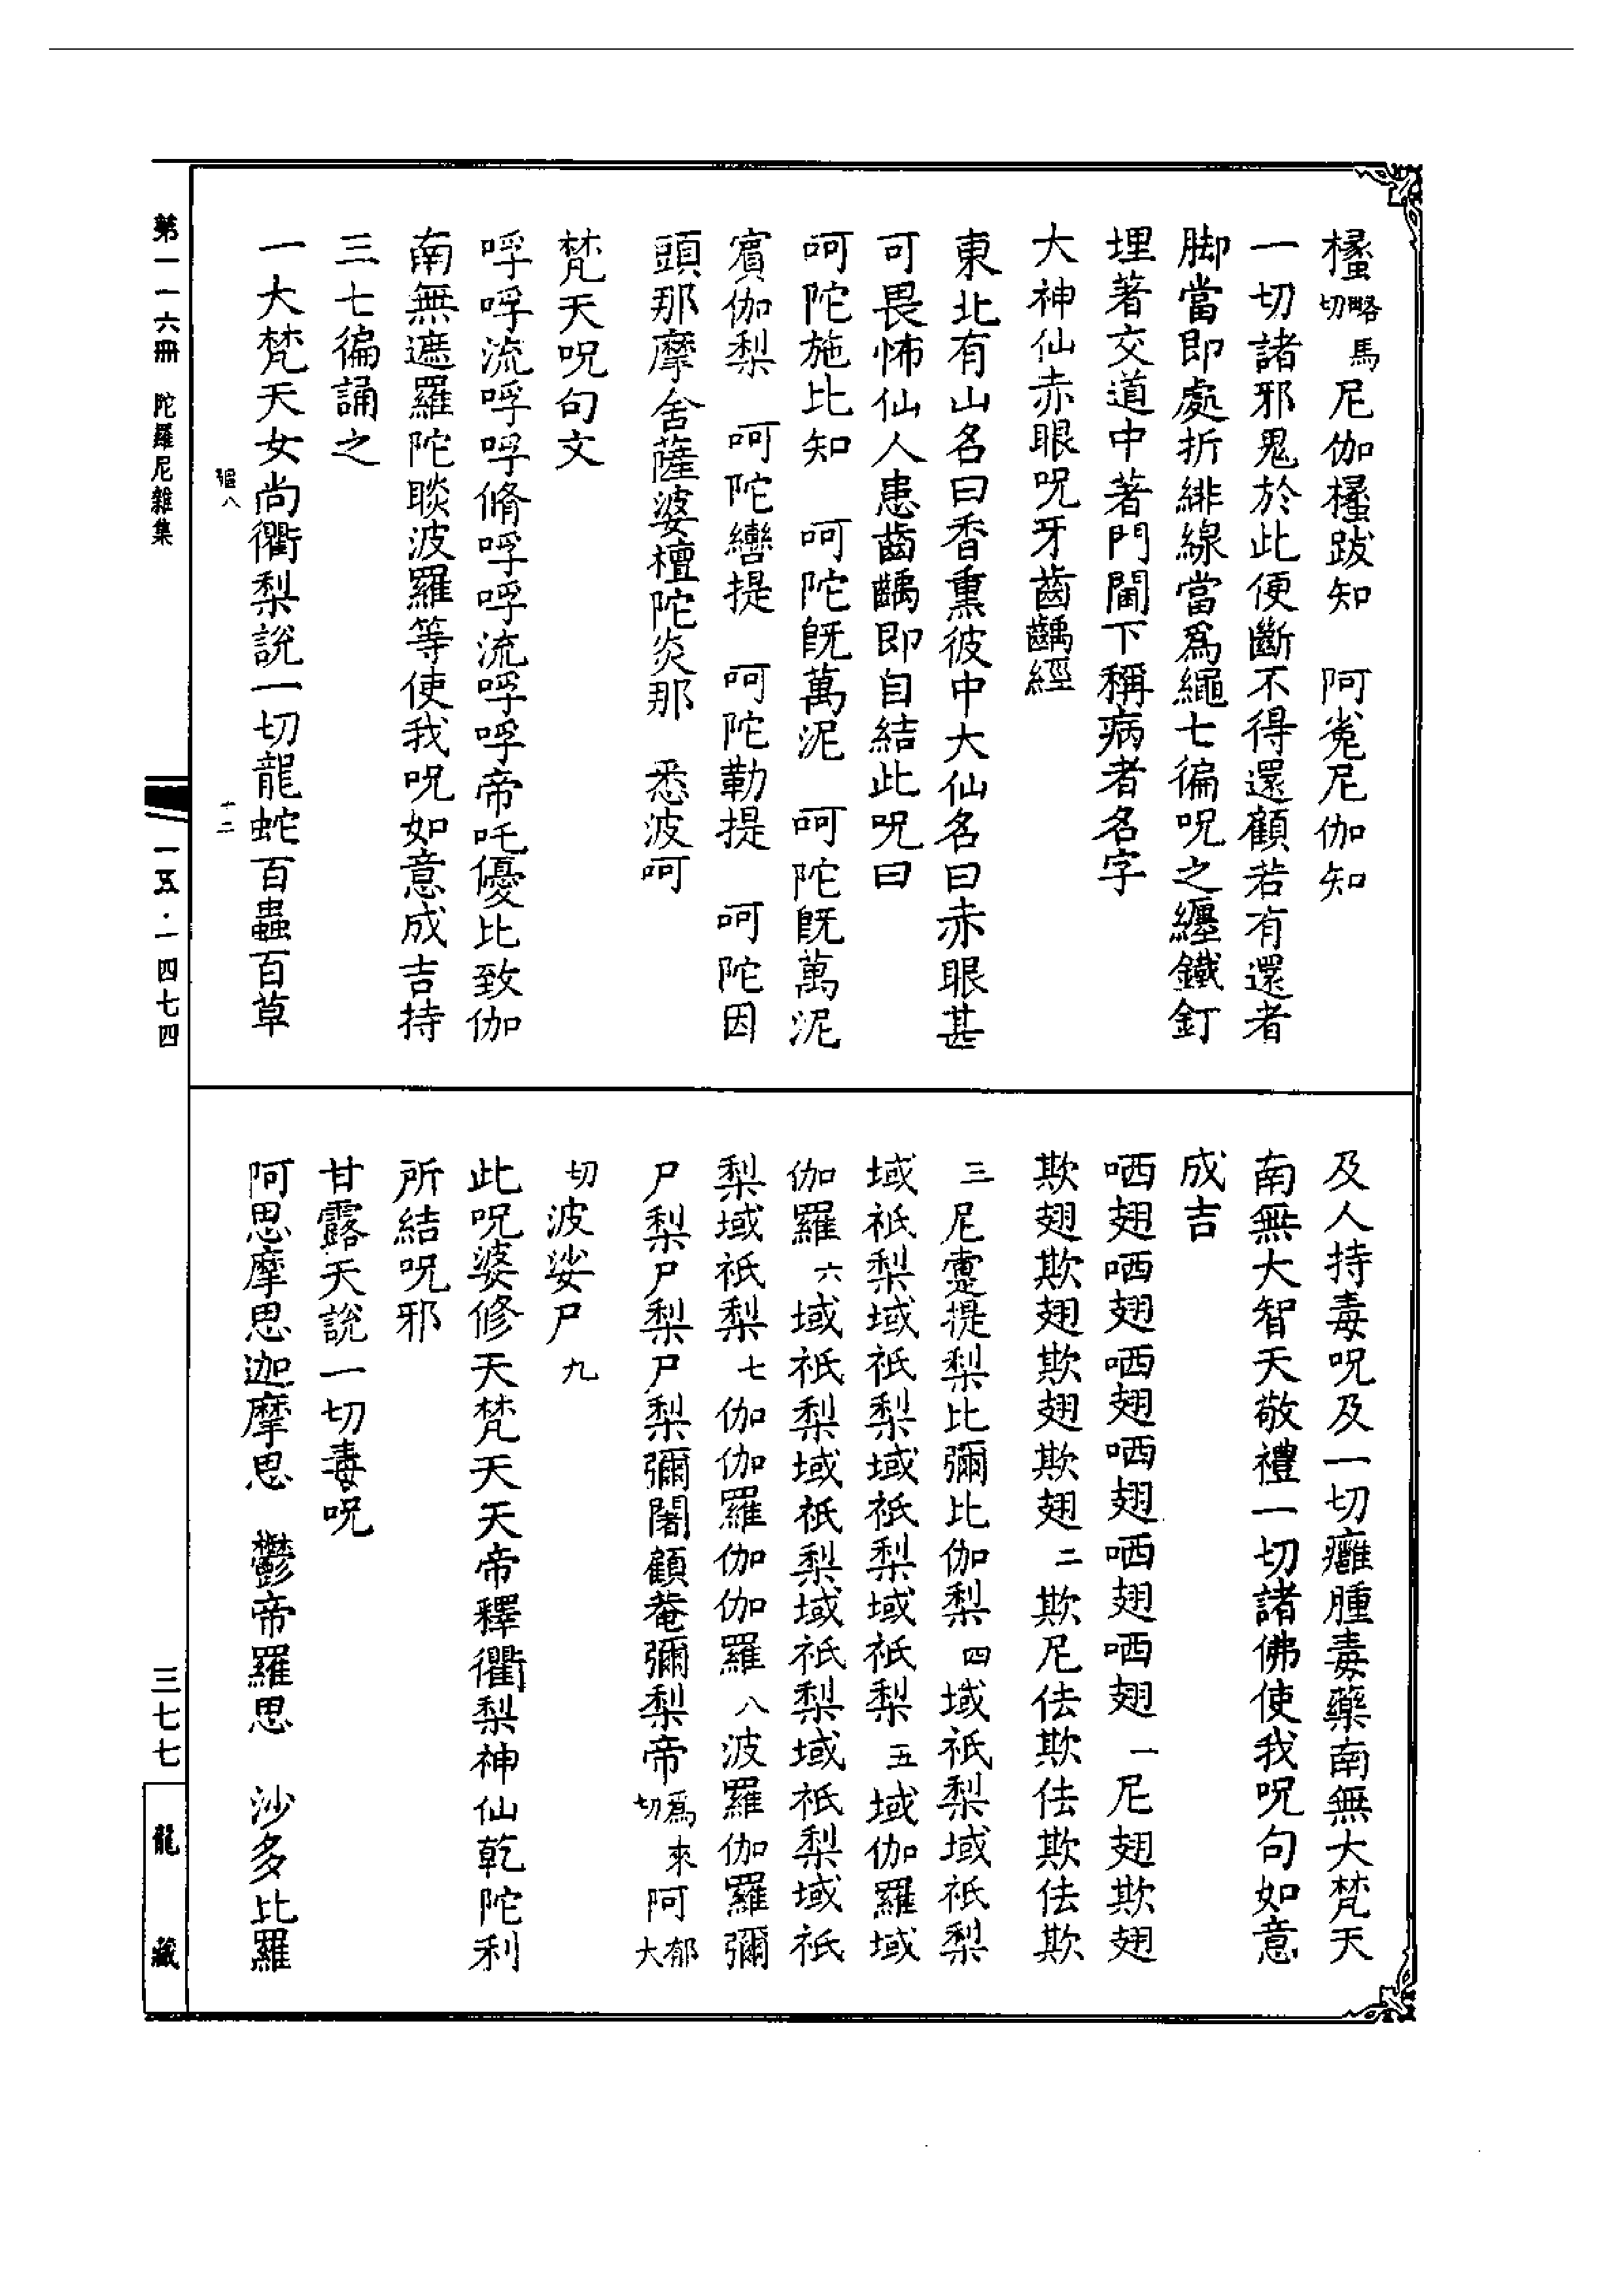 櫁略馬切尼伽櫁跋知　阿㝹尼伽知
一切諸邪鬼於此便斷不得還顧若有還者
脚當即處折緋線當爲繩七徧呪之纏鐵釘
埋著交道中著門閫下稱病者名字
大神仙赤眼呪牙齒齲經
東北有山名曰香熏彼中大仙名曰赤眼甚
可畏怖仙人患齒齲即自結此呪曰
呵陀施比知　呵陀旣萬泥　呵陀旣萬泥
賓伽梨　呵陀彎提　呵陀勒提　呵陀因
頭那摩舍薩婆檀陀炎那　悉波呵
梵天呪句文
呼呼流呼呼脩呼呼流呼呼帝吒優比致伽
南無遮羅陀睒波羅等使我呪如意成吉持
三七徧誦之
一大梵天女尚衢梨說一切龍蛇百蟲百草
及人持毒呪及一切癰腫毒藥南無大梵天
南無大智天敬禮一切諸佛使我呪句如意
成吉
哂翅哂翅哂翅哂翅哂翅哂翅一尼翅欺翅
欺翅欺翅欺翅欺翅二欺尼佉欺佉欺佉欺
三尼寠提梨比彌比伽梨四域祇梨域祇梨
域祇梨域祇梨域祇梨域祇梨五域伽羅域
伽羅六域祇梨域祇梨域祇梨域祇梨域祇
梨域祇梨七伽伽羅伽伽羅八波羅伽羅彌
尸梨尸梨尸梨彌闍顧菴彌梨帝爲來切阿郁大
切波娑尸九
此呪婆修天梵天天帝釋衢梨神仙乾陀利
所結呪邪
甘露天說一切毒呪
阿思摩思迦摩思　鬱帝羅思　沙多比羅
第一一六冊　陀羅尼雜集
八
十二
一五·一四七四
三七七
龍藏